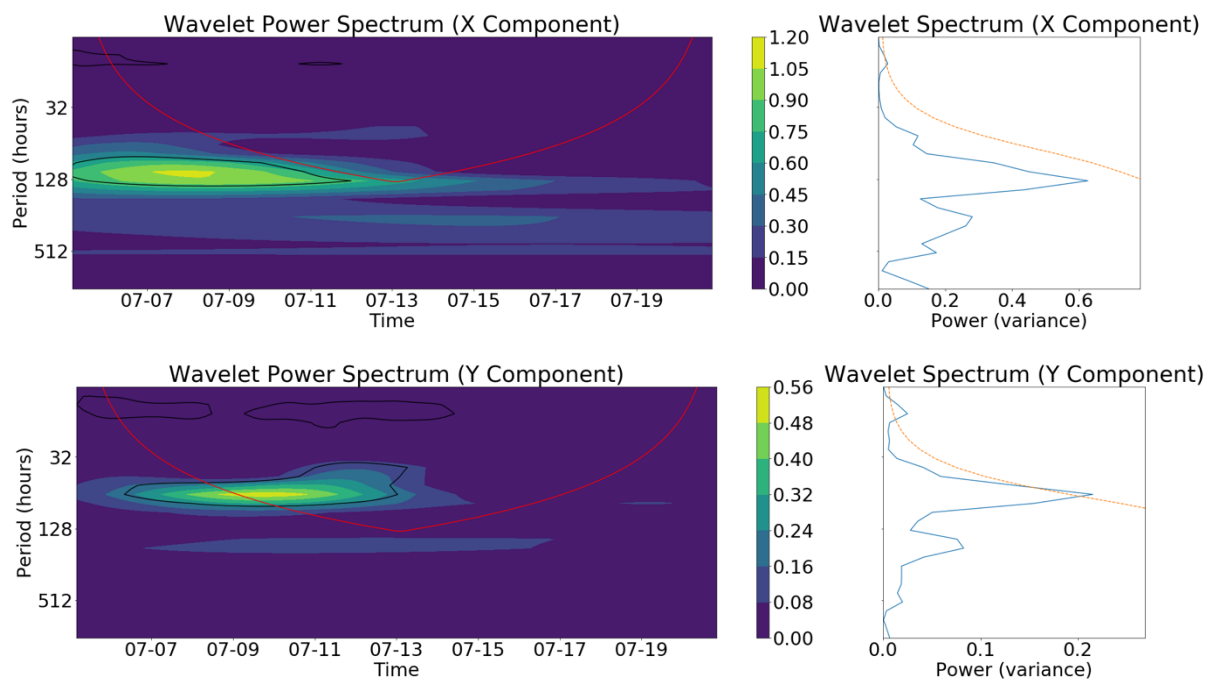 Wavelet Power Spectrum (X Component)
Wavelet Spectrum (X Component)
Period (hours)
32
128
512
07-07 07-09 07-11 07-13 07-15 07-17 07-19
Time
1.20
1.05
0.90
0.75
0.60
0.45
0.30
0.15
0.00
0.0 0.2 0.4 0.6
Power (variance)
Wavelet Power Spectrum (Y Component)
Wavelet Spectrum (Y Component)
Period (hours)
32
128
512
07-07 07-09 07-11 07-13 07-15 07-17 07-19
Time
0.56
0.48
0.40
0.32
0.24
0.16
0.08
0.00
0.0 0.1 0.2
Power (variance)